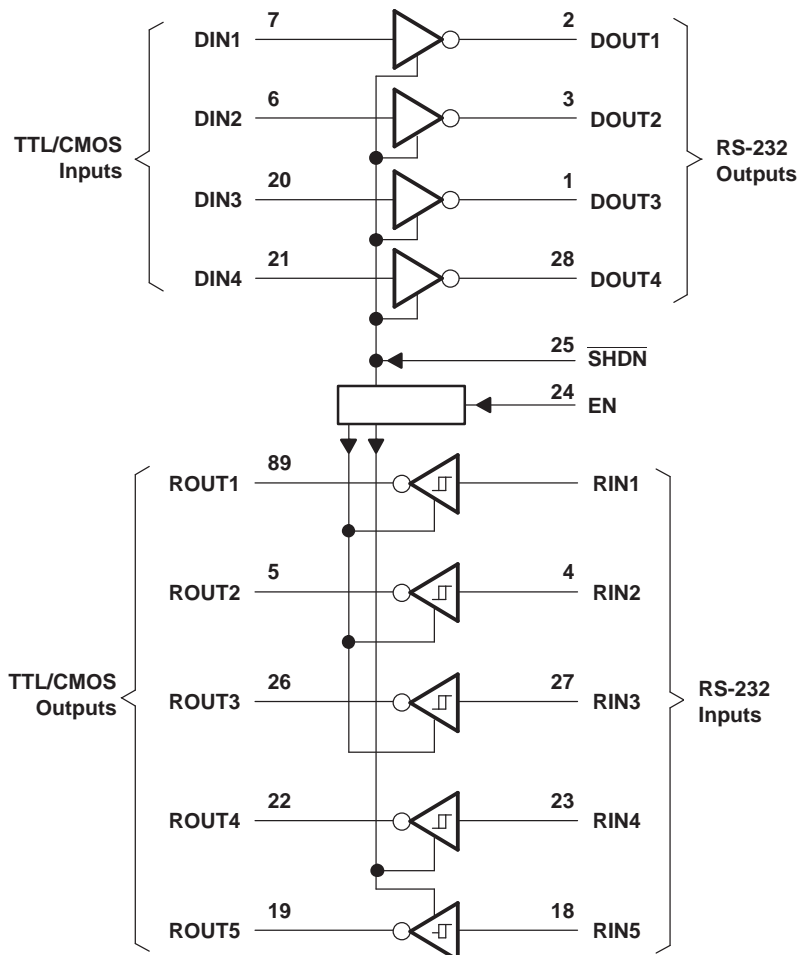 7 2
DIN1 DOUT1
6 3
DIN2 DOUT2
TTL/CMOS
Inputs
RS-232
Outputs
20 1
DIN3 DOUT3
21 28
DIN4 DOUT4
25 SHDN
24 EN
89
ROUT1 RIN1
5 4
ROUT2 RIN2
TTL/CMOS
Outputs
RS-232
Inputs
26 27
ROUT3 RIN3
22 23
ROUT4 RIN4
19 18
ROUT5 RIN5